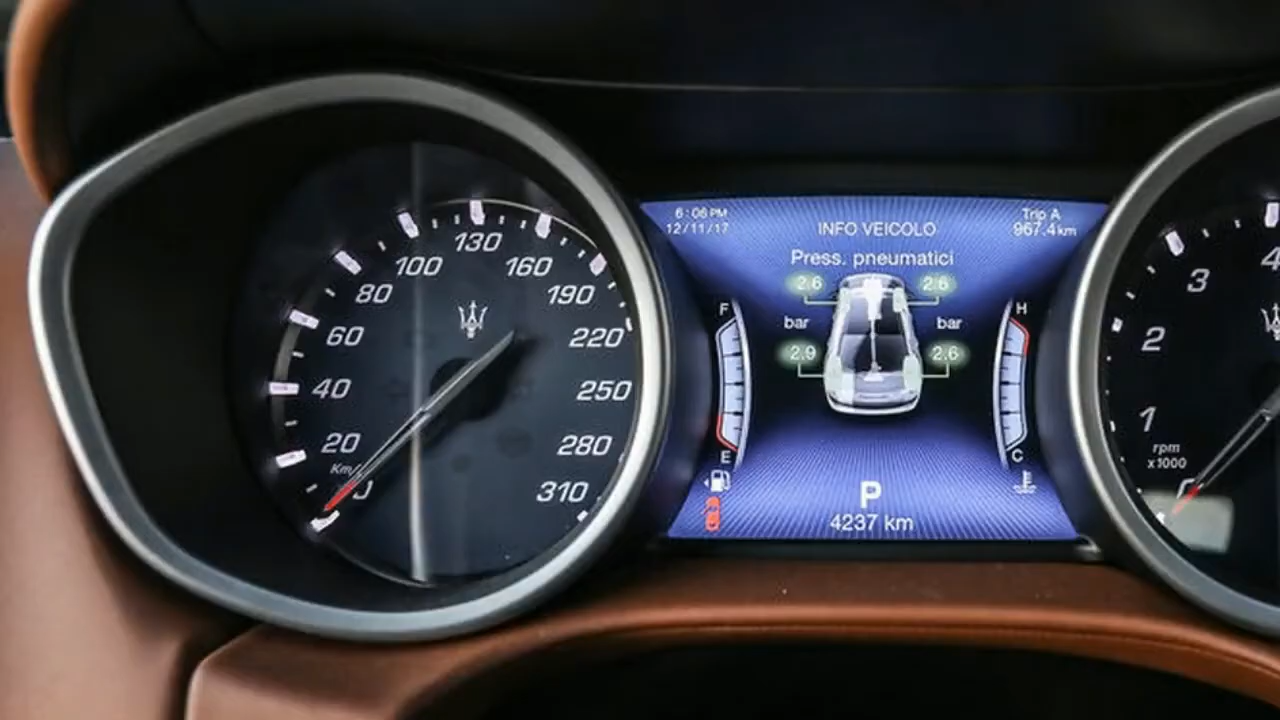 130
100
160
80
190
60
220
40
250
20
280
Km/
0
310
6:06 PM
12/11/17
INFO VEICOLO
Trip A
967.4 km
Press. pneumatici
2.6
2.6
bar
bar
2.9
2.6
F
E
H
C
P
4237 km
4
3
2
1
rpm
x1000